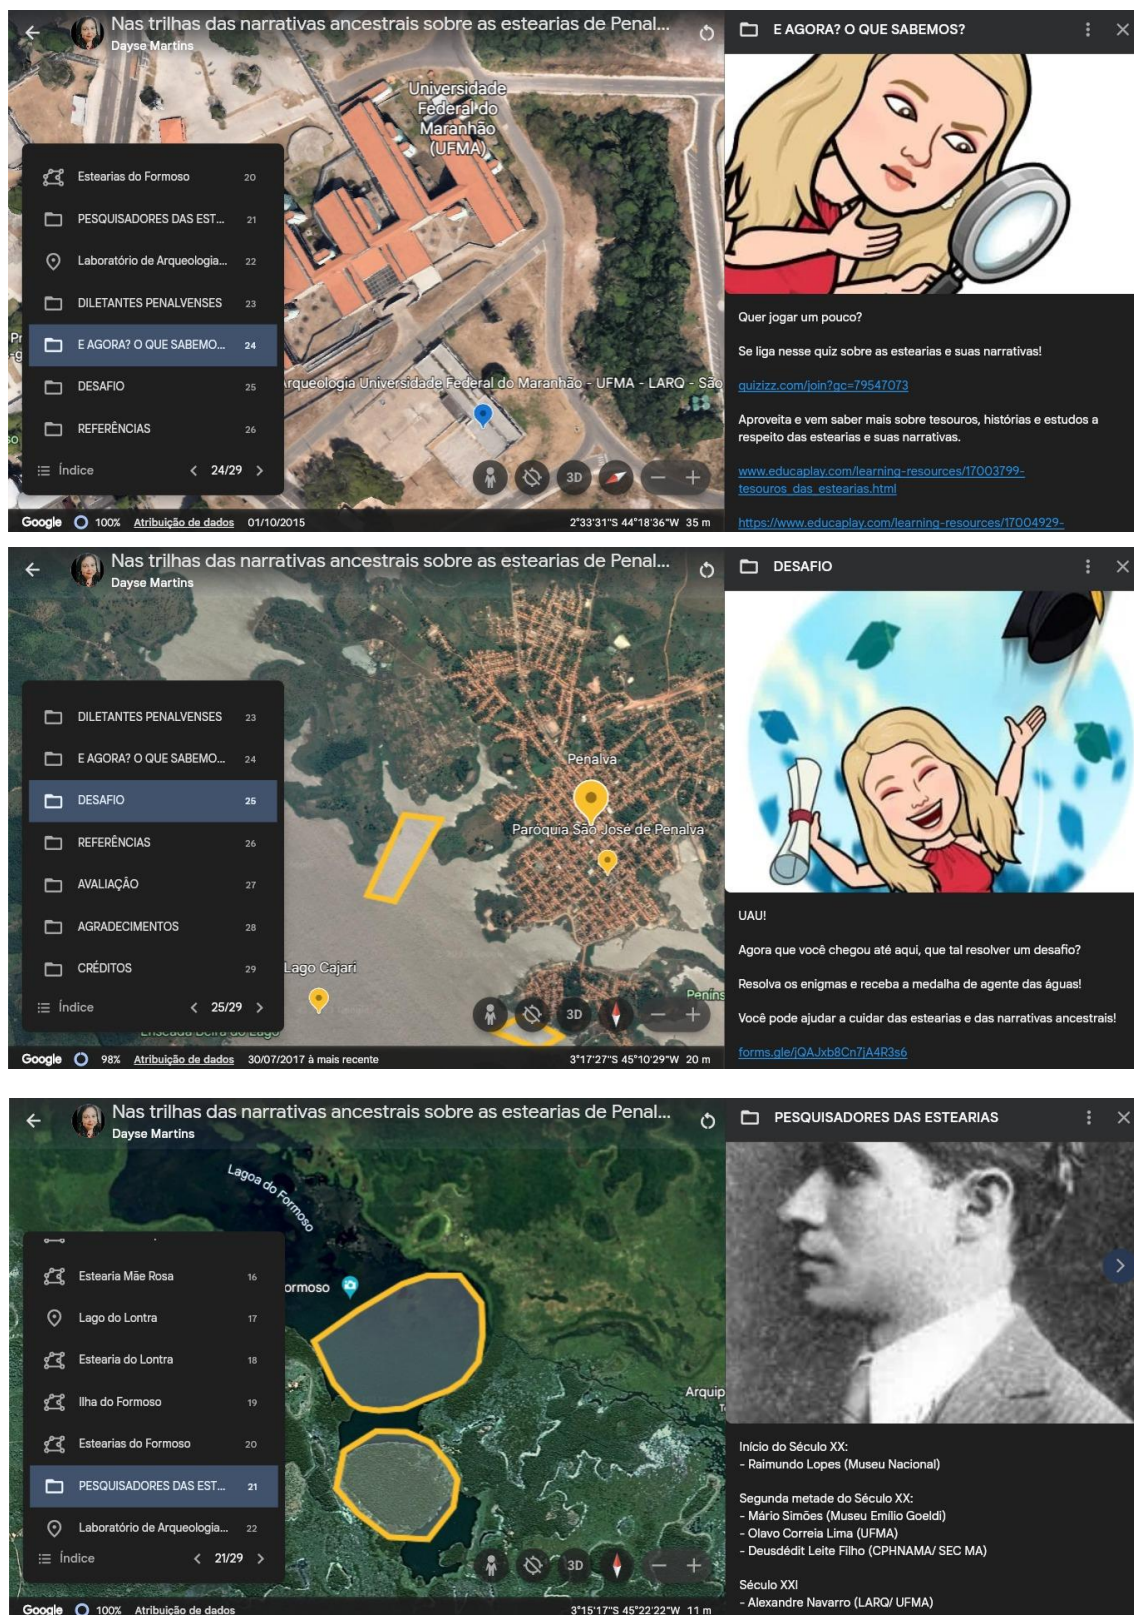 Nas trilhas das narrativas ancestrais sobre as estearias de Penal...
Dayse Martins
Universidade
Federal do
Maranhão
(UFMA)
Estearias do Formoso 20
PESQUISADORES DAS EST... 21
Laboratório de Arqueologia... 22
DILETANTES PENALVENSES 23
E AGORA? O QUE SABEMO... 24
DESAFIO 25
REFERÊNCIAS 26
Índice 24/29
rqueologia Universidade Federal do Maranhão - UFMA - LARQ - São
3D
Google 100% Atribuição de dados 01/10/2015 2°33'31"S 44°18'36"W 35 m
E AGORA? O QUE SABEMOS?
Quer jogar um pouco?
Se liga nesse quiz sobre as estearias e suas narrativas!
quizizz.com/join?gc=79547073
Aproveita e vem saber mais sobre tesouros, histórias e estudos a
respeito das estearias e suas narrativas.
www.educaplay.com/learning-resources/17003799-
tesouros_das_estearias.html
https://www.educaplay.com/learning-resources/17004929-
Nas trilhas das narrativas ancestrais sobre as estearias de Penal...
Dayse Martins
DILETANTES PENALVENSES 23
E AGORA? O QUE SABEMO... 24
DESAFIO 25
REFERÊNCIAS 26
AVALIAÇÃO 27
AGRADECIMENTOS 28
CRÉDITOS 29
Índice 25/29
Penalva
Paróquia São José de Penalva
Lago Cajari
Penins
Enseada Beira do Lago
3D
Google 98% Atribuição de dados 30/07/2017 à mais recente 3°17'27"S 45°10'29"W 20 m
DESAFIO
UAU!
Agora que você chegou até aqui, que tal resolver um desafio?
Resolva os enigmas e receba a medalha de agente das águas!
Você pode ajudar a cuidar das estearias e das narrativas ancestrais!
forms.gle/jQAJxb8Cn7jA4R3s6
Nas trilhas das narrativas ancestrais sobre as estearias de Penal...
Dayse Martins
Lagoa do Formoso
ormoso
Arquip
Estearia Mãe Rosa 16
Lago do Lontra 17
Estearia do Lontra 18
Ilha do Formoso 19
Estearias do Formoso 20
PESQUISADORES DAS EST... 21
Laboratório de Arqueologia... 22
Índice 21/29
3D
Google 100% Atribuição de dados 3°15'17"S 45°22'22"W 11 m
PESQUISADORES DAS ESTEARIAS
Início do Século XX:
- Raimundo Lopes (Museu Nacional)
Segunda metade do Século XX:
- Mário Simões (Museu Emílio Goeldi)
- Olavo Correia Lima (UFMA)
- Deusdédit Leite Filho (CPHNAMA/ SEC MA)
Século XXI
- Alexandre Navarro (LARQ/ UFMA)